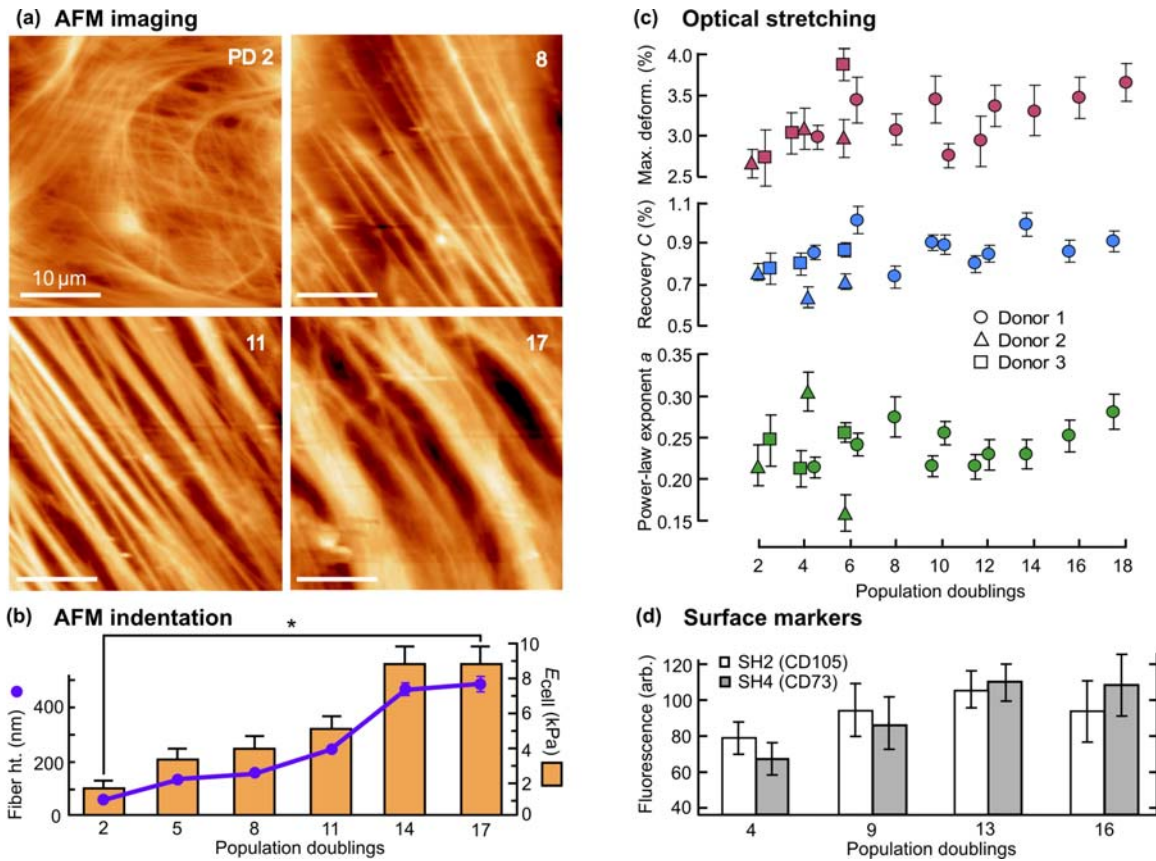 (a) AFM imaging
PD 2
8
10 µm
11
17
(b) AFM indentation
*
Fiber ht. (nm)
400
200
0
10
8
6
4
2
0
Ecell (kPa)
2 5 8 11 14 17
Population doublings
(c) Optical stretching
Max. deform. (%)
4.0
3.5
3.0
2.5
Recovery C (%)
1.1
0.9
0.7
0.5
Donor 1
Donor 2
Donor 3
Power-law exponent a
0.35
0.30
0.25
0.20
0.15
2 4 6 8 10 12 14 16 18
Population doublings
(d) Surface markers
Fluorescence (arb.)
120
100
80
60
40
SH2 (CD105)
SH4 (CD73)
4 9 13 16
Population doublings